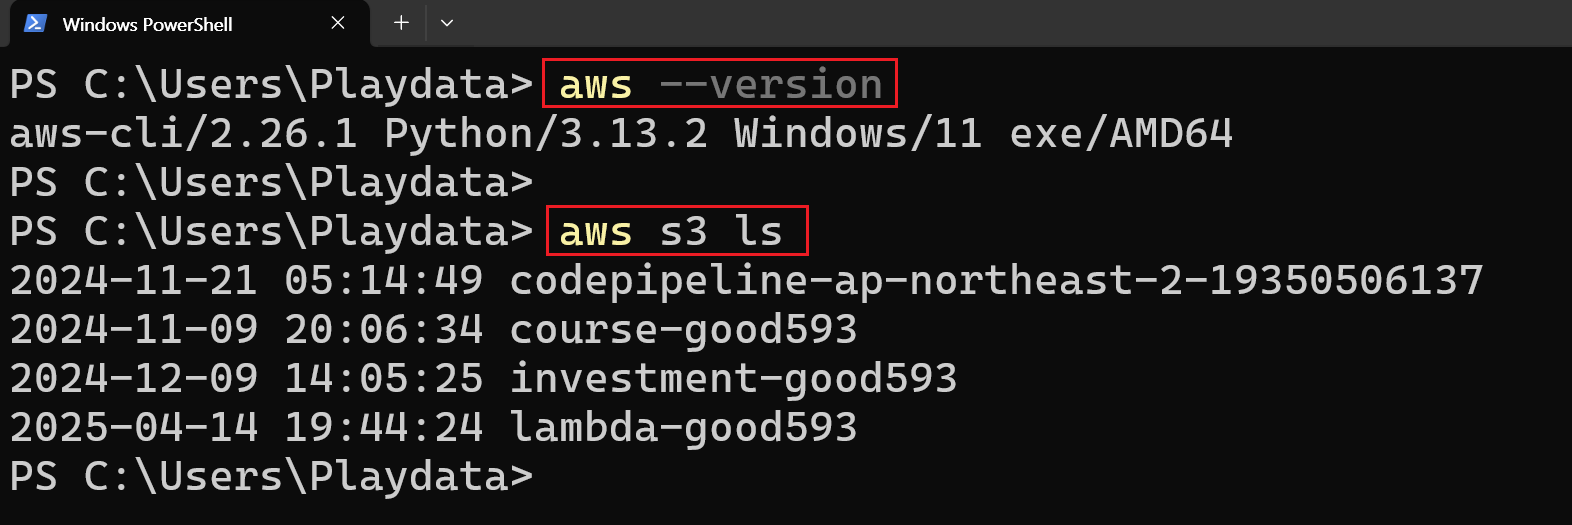 Windows PowerShell
PS C:\Users\Playdata> aws --version
aws-cli/2.26.1 Python/3.13.2 Windows/11 exe/AMD64
PS C:\Users\Playdata>
PS C:\Users\Playdata> aws s3 ls
2024-11-21 05:14:49 codepipeline-ap-northeast-2-19350506137
2024-11-09 20:06:34 course-good593
2024-12-09 14:05:25 investment-good593
2025-04-14 19:44:24 lambda-good593
PS C:\Users\Playdata>